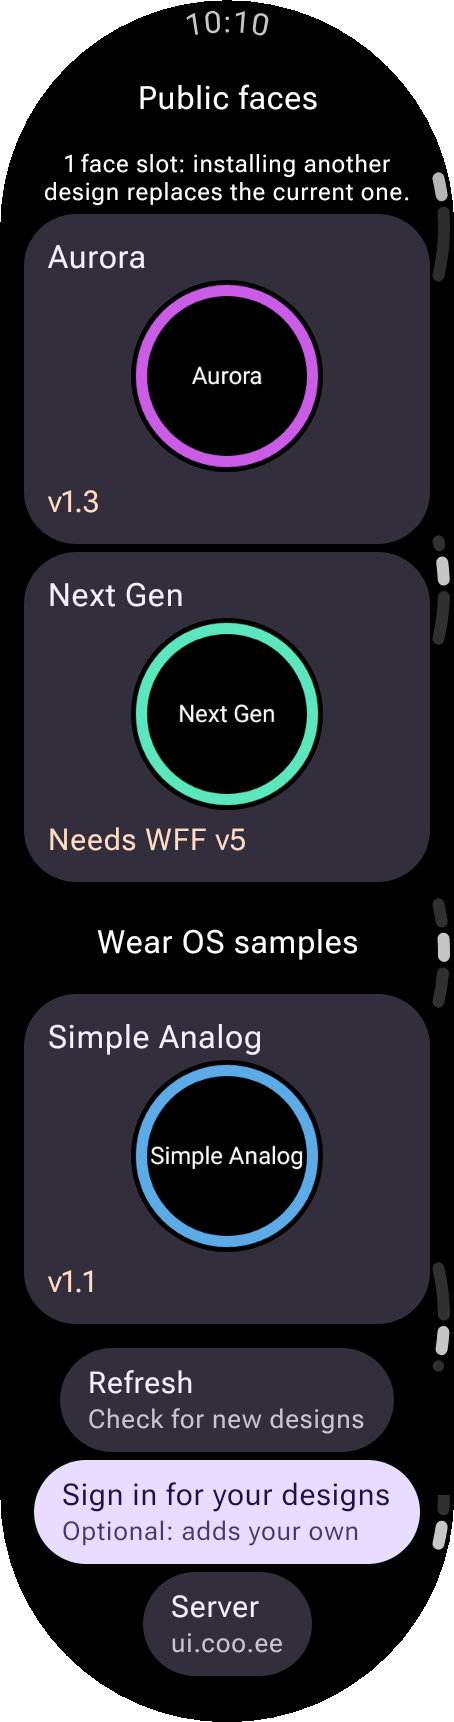 10:10
Public faces
1 face slot: installing another
design replaces the current one.
Aurora
Aurora
v1.3
Next Gen
Next Gen
Needs WFF v5
Wear OS samples
Simple Analog
Simple Analog
v1.1
Refresh
Check for new designs
Sign in for your designs
Optional: adds your own
Server
ui.coo.ee